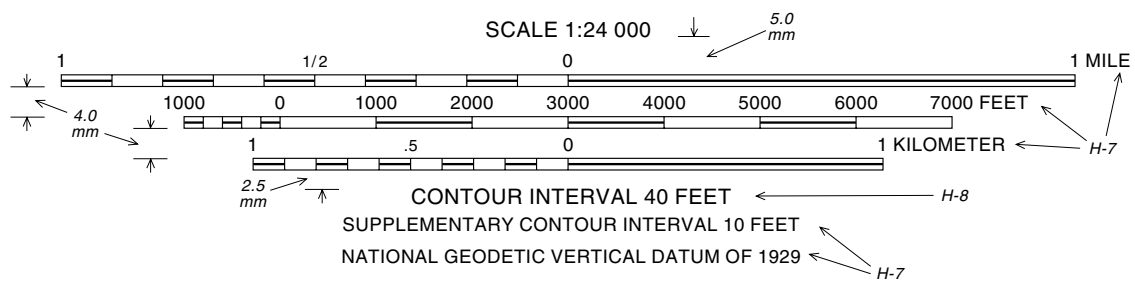 SCALE 1:24 000
5.0
mm
1 1/2 0 1 MILE
1000 0 1000 2000 3000 4000 5000 6000 7000 FEET
4.0
mm
1 .5 0 1 KILOMETER
H-7
2.5
mm
CONTOUR INTERVAL 40 FEET
H-8
SUPPLEMENTARY CONTOUR INTERVAL 10 FEET
NATIONAL GEODETIC VERTICAL DATUM OF 1929
H-7